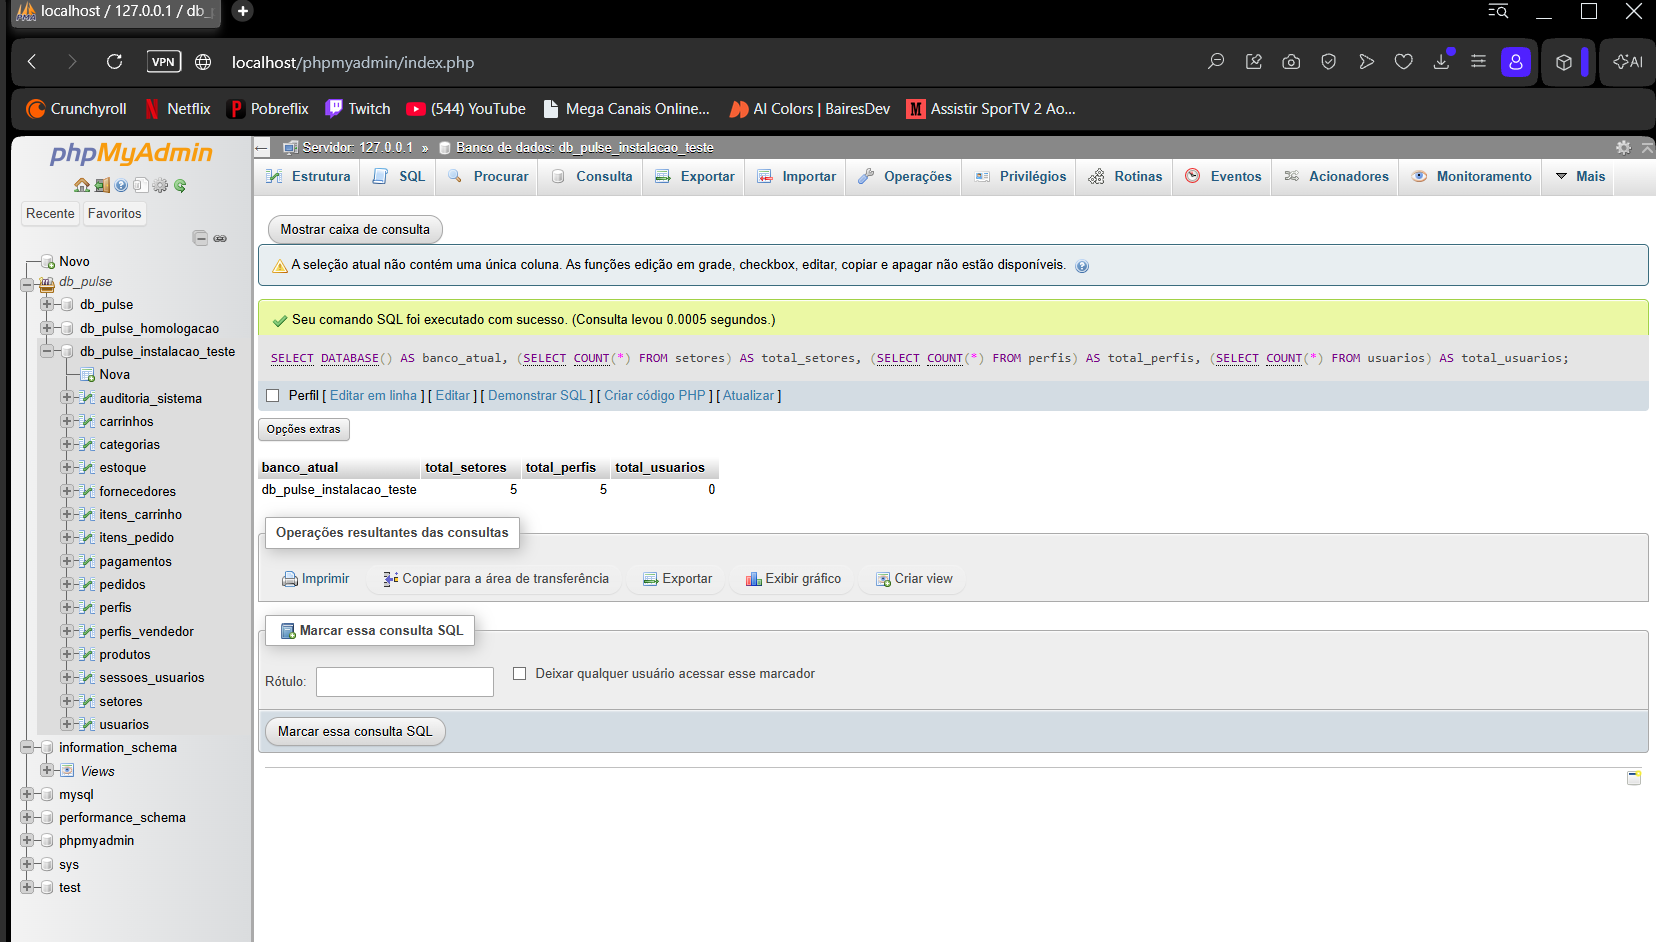 localhost / 127.0.0.1 / db_
VPN
localhost/phpmyadmin/index.php
AI
Crunchyroll
Netflix
Pobreflix
Twitch
(544) YouTube
Mega Canais Online...
AI Colors | BairesDev
Assistir SporTV 2 Ao...
phpMyAdmin
Recente
Favoritos
Novo
db_pulse
db_pulse
db_pulse_homologacao
db_pulse_instalacao_teste
Nova
auditoria_sistema
carrinhos
categorias
estoque
fornecedores
itens_carrinho
itens_pedido
pagamentos
pedidos
perfis
perfis_vendedor
produtos
sessoes_usuarios
setores
usuarios
information_schema
Views
mysql
performance_schema
phpmyadmin
sys
test
Servidor: 127.0.0.1 » Banco de dados: db_pulse_instalacao_teste
Estrutura
SQL
Procurar
Consulta
Exportar
Importar
Operações
Privilégios
Rotinas
Eventos
Acionadores
Monitoramento
Mais
Mostrar caixa de consulta
A seleção atual não contém uma única coluna. As funções edição em grade, checkbox, editar, copiar e apagar não estão disponíveis.
Seu comando SQL foi executado com sucesso. (Consulta levou 0.0005 segundos.)
SELECT DATABASE() AS banco_atual, (SELECT COUNT(*) FROM setores) AS total_setores, (SELECT COUNT(*) FROM perfis) AS total_perfis, (SELECT COUNT(*) FROM usuarios) AS total_usuarios;
Perfil [ Editar em linha ] [ Editar ] [ Demonstrar SQL ] [ Criar código PHP ] [ Atualizar ]
Opções extras
banco_atual total_setores total_perfis total_usuarios
db_pulse_instalacao_teste 5 5 0
Operações resultantes das consultas
Imprimir
Copiar para a área de transferência
Exportar
Exibir gráfico
Criar view
Marcar essa consulta SQL
Rótulo:
Deixar qualquer usuário acessar esse marcador
Marcar essa consulta SQL